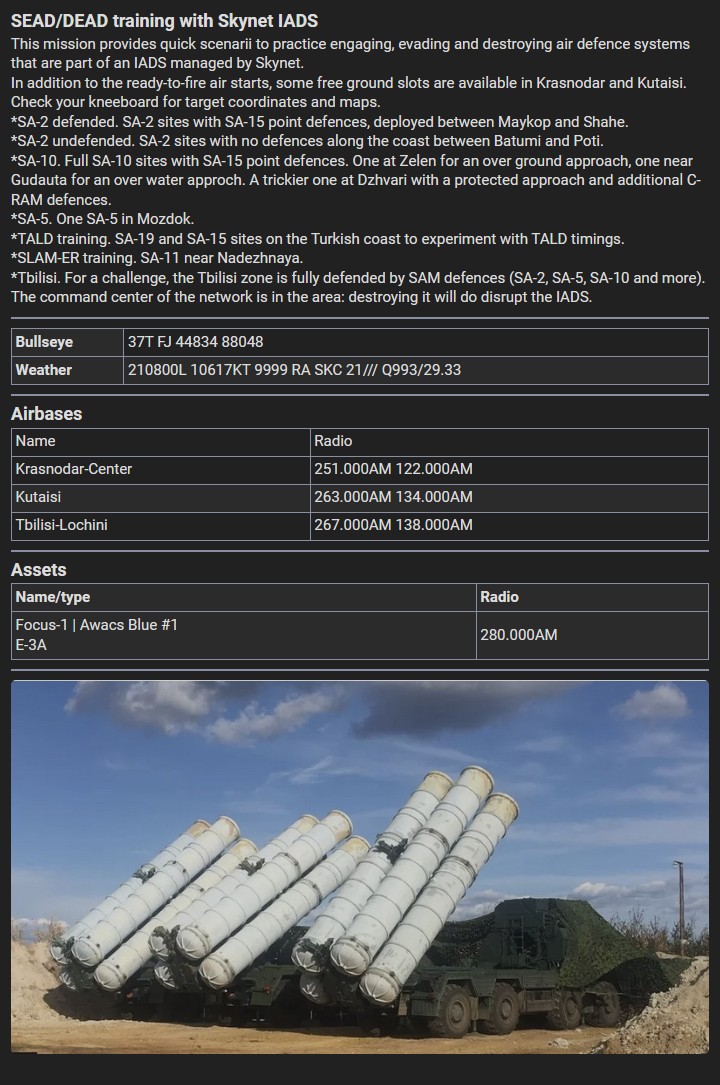 SEAD/DEAD training with Skynet IADS
This mission provides quick scenarii to practice engaging, evading and destroying air defence systems
that are part of an IADS managed by Skynet.
In addition to the ready-to-fire air starts, some free ground slots are available in Krasnodar and Kutaisi.
Check your kneeboard for target coordinates and maps.
*SA-2 defended. SA-2 sites with SA-15 point defences, deployed between Maykop and Shahe.
*SA-2 undefended. SA-2 sites with no defences along the coast between Batumi and Poti.
*SA-10. Full SA-10 sites with SA-15 point defences. One at Zelen for an over ground approach, one near
Gudauta for an over water approch. A trickier one at Dzhvari with a protected approach and additional C-
RAM defences.
*SA-5. One SA-5 in Mozdok.
*TALD training. SA-19 and SA-15 sites on the Turkish coast to experiment with TALD timings.
*SLAM-ER training. SA-11 near Nadezhnaya.
*Tbilisi. For a challenge, the Tbilisi zone is fully defended by SAM defences (SA-2, SA-5, SA-10 and more).
The command center of the network is in the area: destroying it will do disrupt the IADS.
Bullseye 37T FJ 44834 88048
Weather 210800L 10617KT 9999 RA SKC 21/// Q993/29.33
Airbases
Name Radio
Krasnodar-Center 251.000AM 122.000AM
Kutaisi 263.000AM 134.000AM
Tbilisi-Lochini 267.000AM 138.000AM
Assets
Name/type Radio
Focus-1 | Awacs Blue #1
E-3A 280.000AM